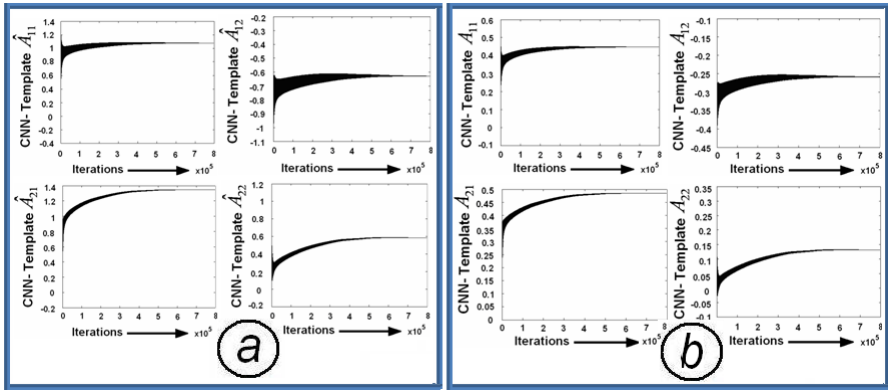 CNN- Template Â11
1.4
1.2
1
0.8
0.6
0.4
0.2
0
-0.2
-0.4
0 1 2 3 4 5 6 7 8
Iterations x10^5
CNN- Template Â12
-0.2
-0.3
-0.4
-0.5
-0.6
-0.7
-0.8
-0.9
-1
-1.1
0 1 2 3 4 5 6 7 8
Iterations x10^5
CNN- Template Â21
1.4
1.2
1
0.8
0.6
0.4
0.2
0
-0.2
0 1 2 3 4 5 6 7 8
Iterations x10^5
CNN- Template Â22
1.2
1
0.8
0.6
0.4
0.2
0
-0.2
0 1 2 3 4 5 6 7 8
Iterations x10^5
a
CNN- Template A11
0.6
0.5
0.4
0.3
0.2
0.1
0
-0.1
0 1 2 3 4 5 6 7 8
Iterations x10^5
CNN- Template A12
-0.1
-0.15
-0.2
-0.25
-0.3
-0.35
-0.4
-0.45
0 1 2 3 4 5 6 7 8
Iterations x10^5
CNN- Template A21
0.5
0.45
0.4
0.35
0.3
0.25
0.2
0.15
0.1
0.05
0
0 1 2 3 4 5 6 7 8
Iterations x10^5
CNN- Template A22
0.35
0.3
0.25
0.2
0.15
0.1
0.05
0
-0.05
-0.1
1 2 3 4 5 6 7 8
Iterations x10^5
b